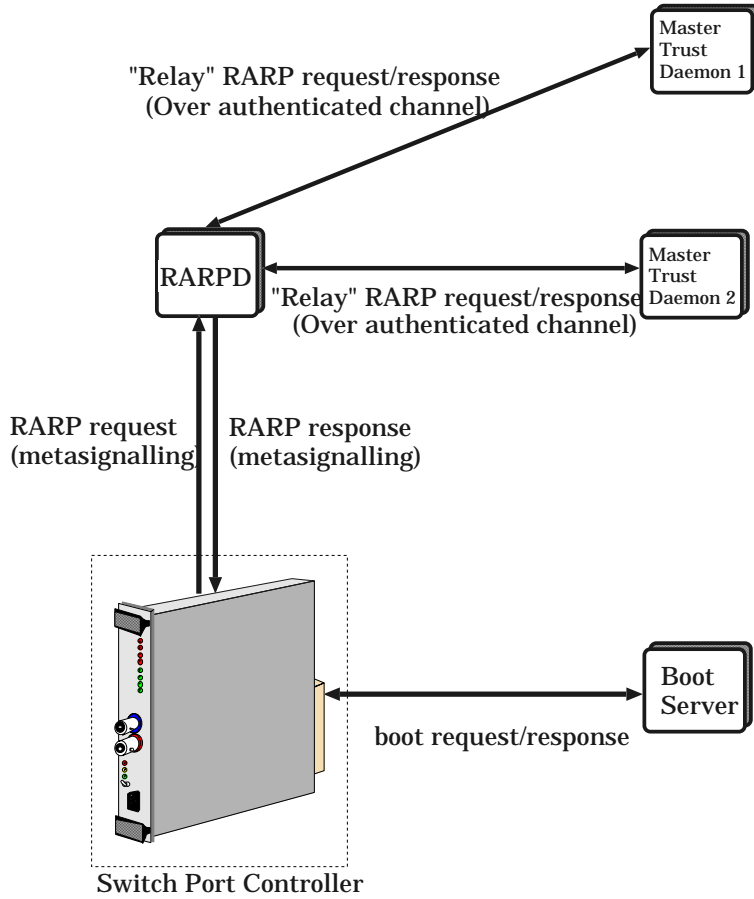 Master
Trust
Daemon 1
"Relay" RARP request/response
(Over authenticated channel)
RARPD
Master
Trust
Daemon 2
"Relay" RARP request/response
(Over authenticated channel)
RARP request
(metasignalling)
RARP response
(metasignalling)
Boot
Server
boot request/response
Switch Port Controller